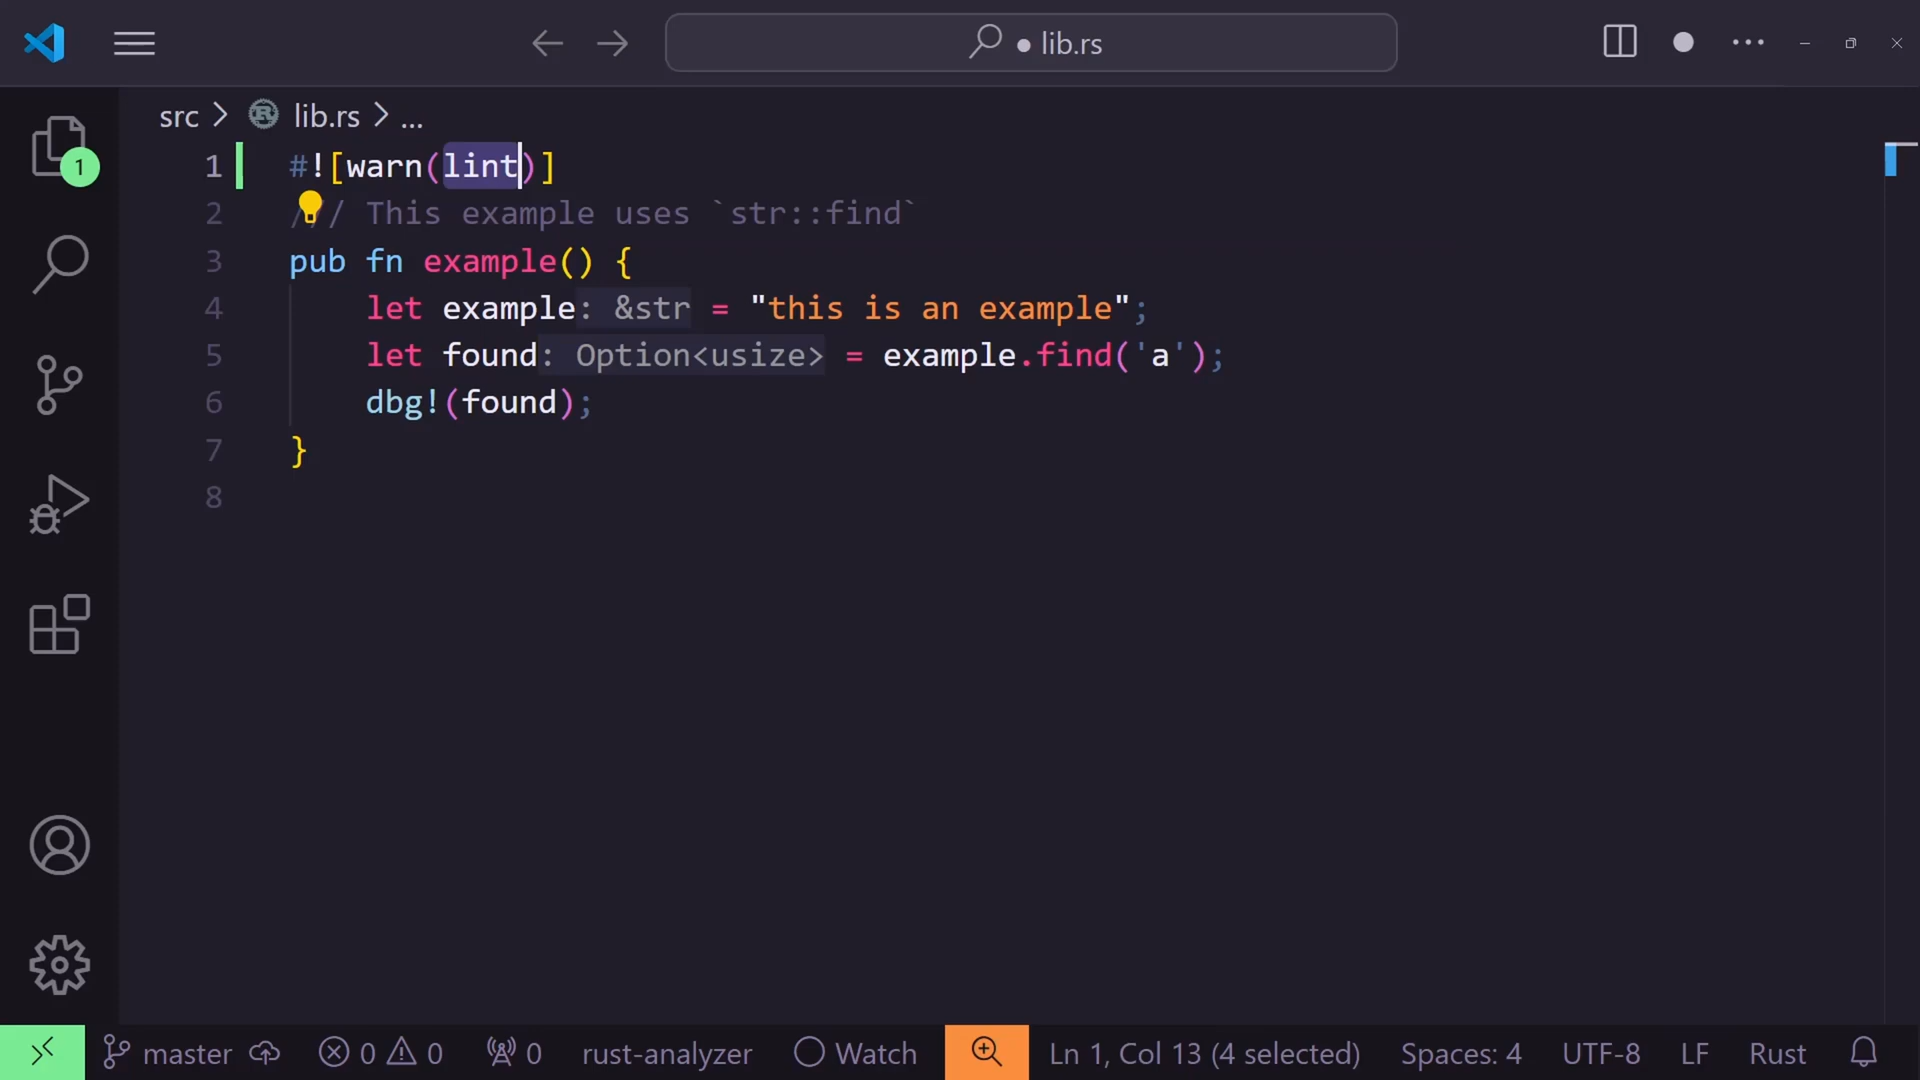 ● lib.rs
src > lib.rs > ...
1 #![warn(lint)]
2 /// This example uses `str::find`
3 pub fn example() {
4 let example: &str = "this is an example";
5 let found: Option<usize> = example.find('a');
6 dbg!(found);
7 }
8
1
master 0 0 0 rust-analyzer Watch Ln 1, Col 13 (4 selected) Spaces: 4 UTF-8 LF Rust